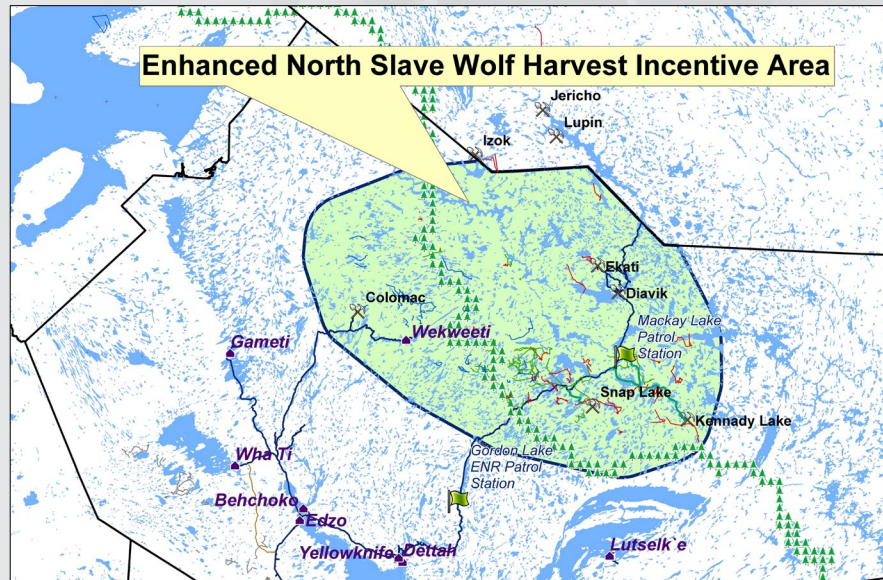 Enhanced North Slave Wolf Harvest Incentive Area
Jericho
Lupin
Izok
Ekati
Diavik
Colomac
Mackay Lake
Patrol
Station
Wekweeti
Gameti
Snap Lake
Kennady Lake
Gordon Lake
ENR Patrol
Station
Wha Ti
Behchoko
Edzo
Yellowknife
Dettah
Lutselk`e